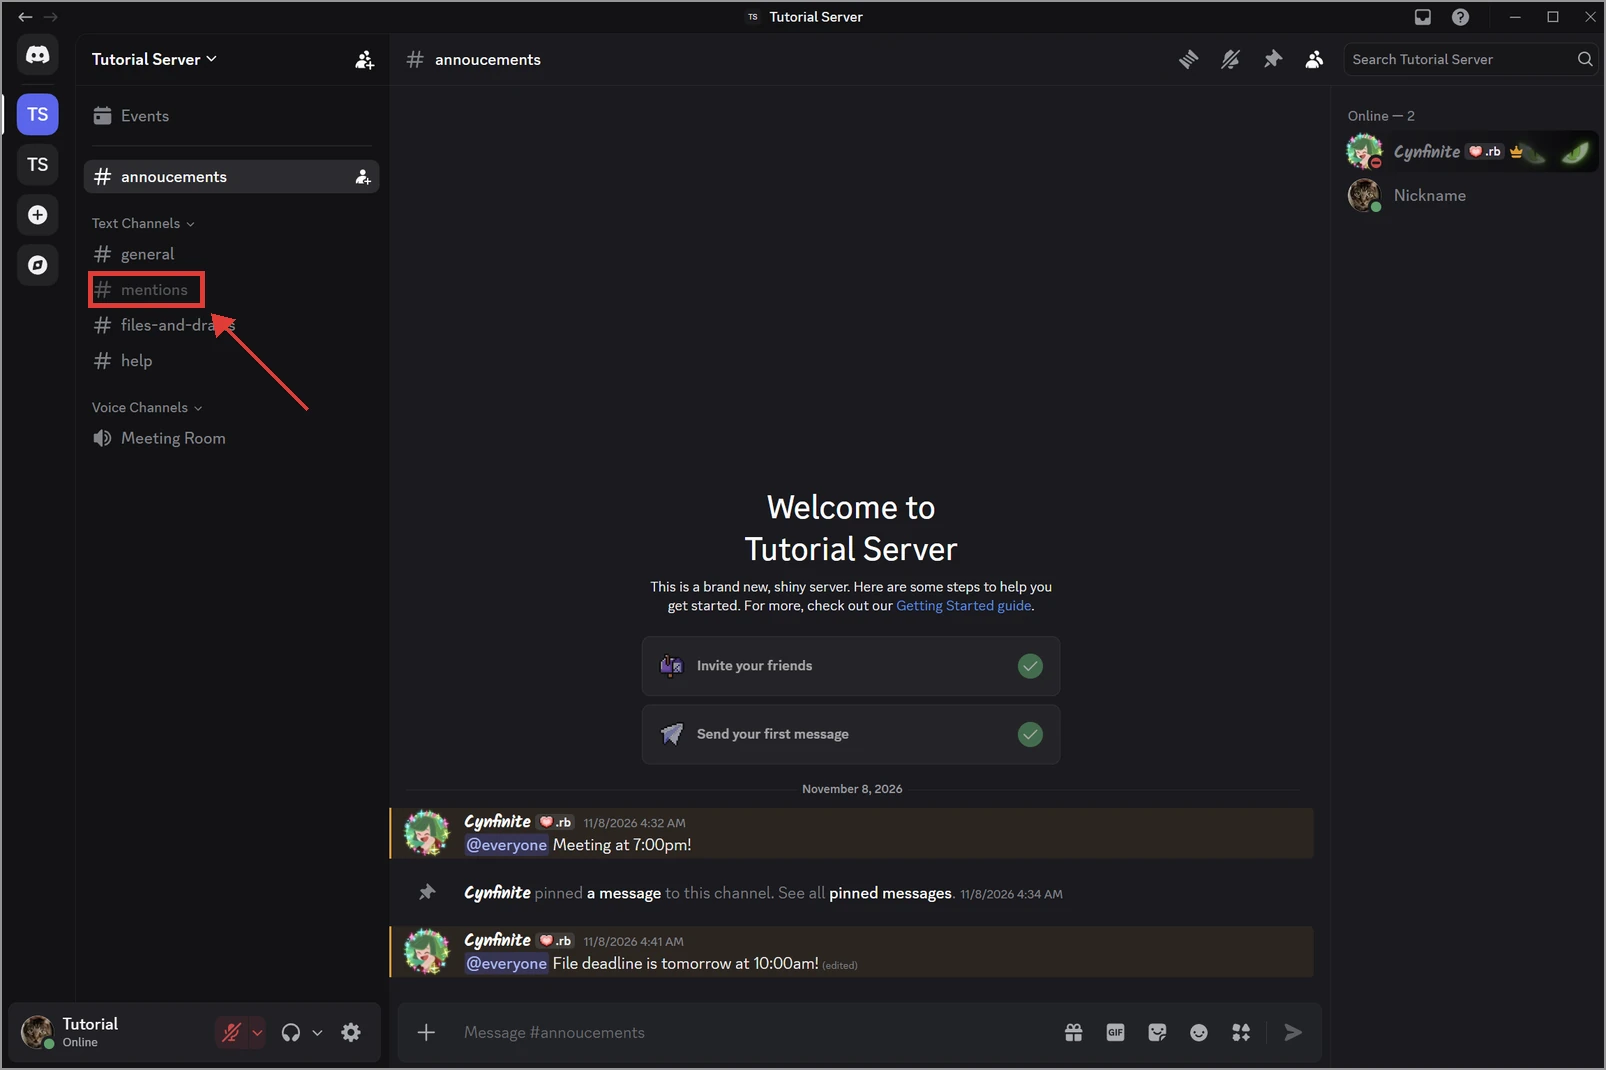 TS Tutorial Server
Tutorial Server
# annoucements
Search Tutorial Server
TS
TS
Events
# annoucements
Text Channels
# general
# mentions
# files-and-dra
# help
Voice Channels
Meeting Room
Welcome to
Tutorial Server
This is a brand new, shiny server. Here are some steps to help you
get started. For more, check out our Getting Started guide.
Invite your friends
Send your first message
November 8, 2026
Cynfinite .rb 11/8/2026 4:32 AM
@everyone Meeting at 7:00pm!
Cynfinite pinned a message to this channel. See all pinned messages. 11/8/2026 4:34 AM
Cynfinite .rb 11/8/2026 4:41 AM
@everyone File deadline is tomorrow at 10:00am! (edited)
Message #annoucements
GIF
Tutorial
Online
Online — 2
Cynfinite .rb
Nickname